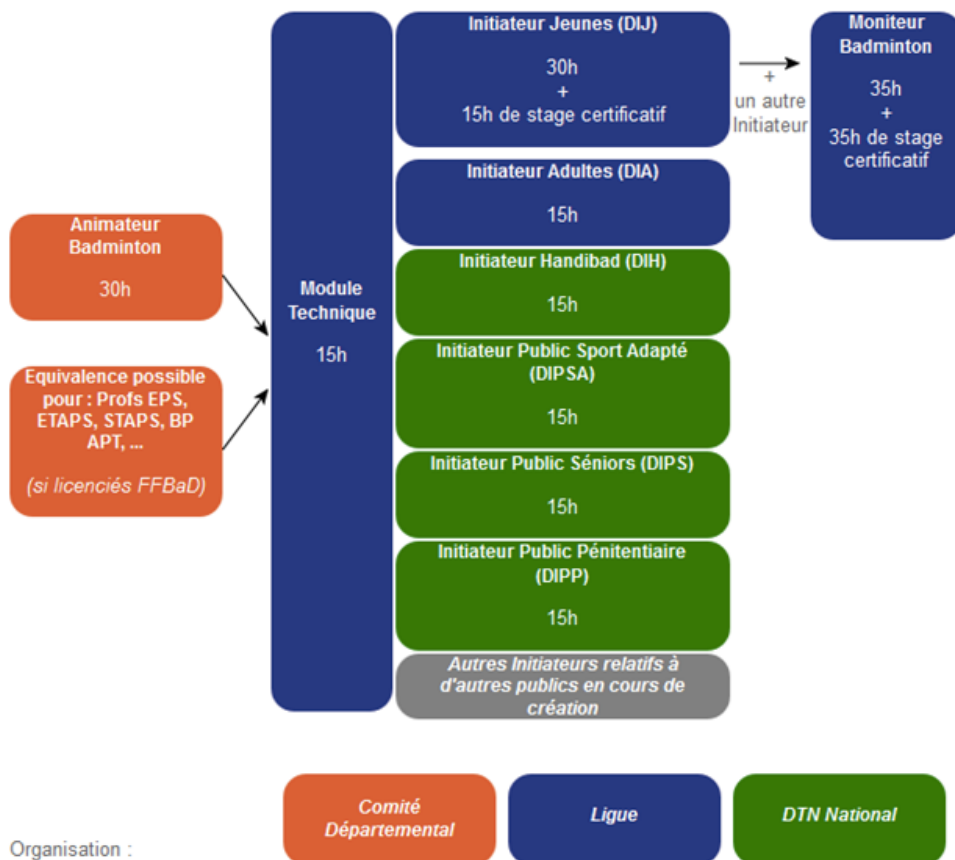 Animateur
Badminton
30h
Equivalence possible
pour : Profs EPS,
ETAPS, STAPS, BP
APT, ...
(si licenciés FFBaD)
Module
Technique
15h
Initiateur Jeunes (DIJ)
30h
+
15h de stage certificatif
Initiateur Adultes (DIA)
15h
Initiateur Handibad (DIH)
15h
Initiateur Public Sport Adapté
(DIPSA)
15h
Initiateur Public Séniors (DIPS)
15h
Initiateur Public Pénitentiaire
(DIPP)
15h
Autres Initiateurs relatifs à
d'autres publics en cours de
création
+
un autre
Initiateur
Moniteur
Badminton
35h
+
35h de stage
certificatif
Organisation :
Comité
Départemental
Ligue
DTN National